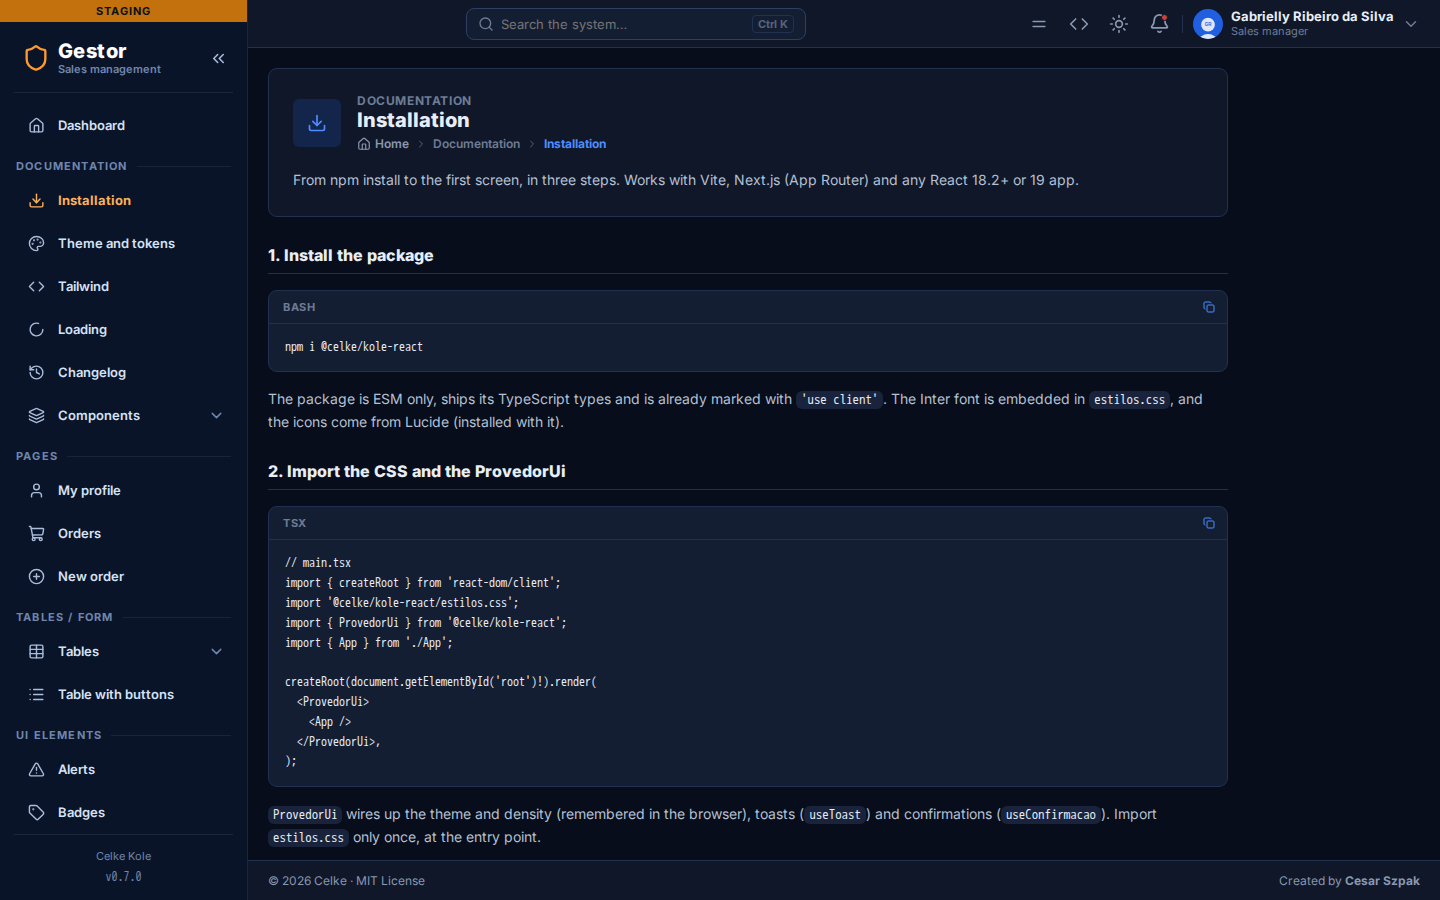 STAGING
Gestor
Sales management
Dashboard
DOCUMENTATION
Installation
Theme and tokens
Tailwind
Loading
Changelog
Components
PAGES
My profile
Orders
New order
TABLES / FORM
Tables
Table with buttons
UI ELEMENTS
Alerts
Badges
Celke Kole
v0.7.0
Search the system...
Ctrl K
GR
Gabrielly Ribeiro da Silva
Sales manager
DOCUMENTATION
Installation
Home > Documentation > Installation
From npm install to the first screen, in three steps. Works with Vite, Next.js (App Router) and any React 18.2+ or 19 app.
1. Install the package
BASH
npm i @celke/kole-react
The package is ESM only, ships its TypeScript types and is already marked with 'use client'. The Inter font is embedded in estilos.css, and
the icons come from Lucide (installed with it).
2. Import the CSS and the ProvedorUi
TSX
// main.tsx
import { createRoot } from 'react-dom/client';
import '@celke/kole-react/estilos.css';
import { ProvedorUi } from '@celke/kole-react';
import { App } from './App';
createRoot(document.getElementById('root')!).render(
<ProvedorUi>
<App />
</ProvedorUi>,
);
ProvedorUi wires up the theme and density (remembered in the browser), toasts (useToast) and confirmations (useConfirmacao). Import
estilos.css only once, at the entry point.
© 2026 Celke · MIT License
Created by Cesar Szpak